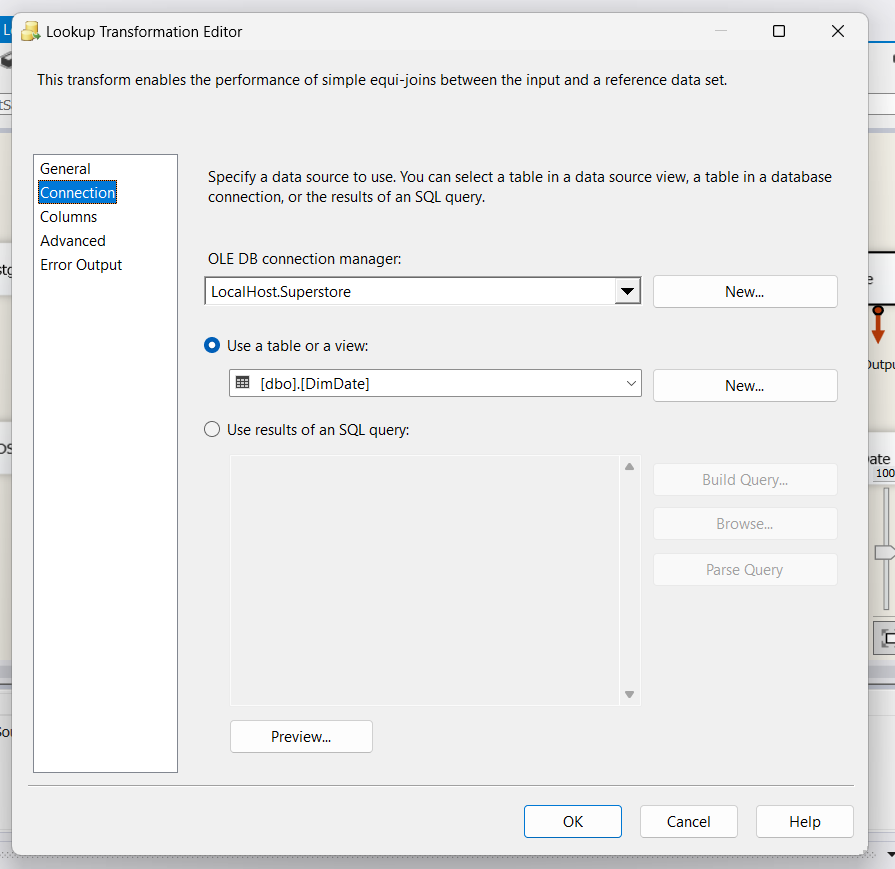 Lookup Transformation Editor
This transform enables the performance of simple equi-joins between the input and a reference data set.
General
Connection
Columns
Advanced
Error Output
Specify a data source to use. You can select a table in a data source view, a table in a database
connection, or the results of an SQL query.
OLE DB connection manager:
LocalHost.Superstore
New...
Use a table or a view:
[dbo].[DimDate]
New...
Use results of an SQL query:
Build Query...
Browse...
Parse Query
Preview...
OK
Cancel
Help
100